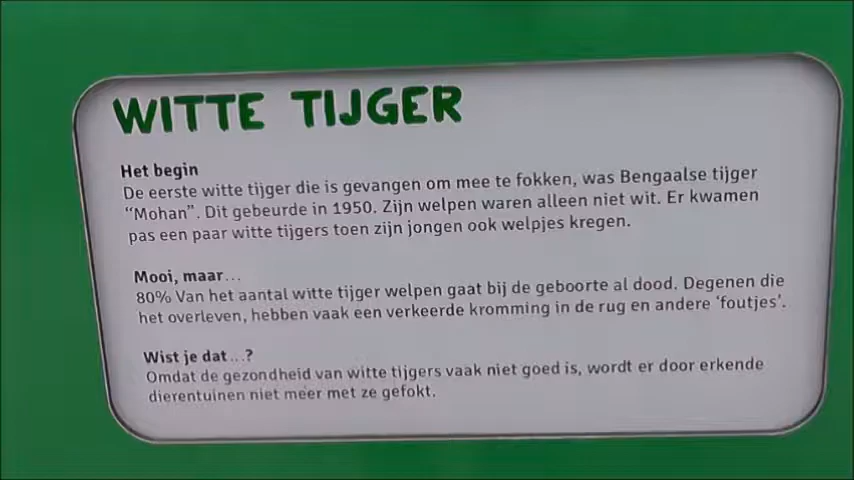 WITTE TIJGER
Het begin
De eerste witte tijger die is gevangen om mee te fokken, was Bengaalse tijger
“Mohan”. Dit gebeurde in 1950. Zijn welpen waren alleen niet wit. Er kwamen
pas een paar witte tijgers toen zijn jongen ook welpjes kregen.
Mooi, maar...
80% Van het aantal witte tijger welpen gaat bij de geboorte al dood. Degenen die
het overleven, hebben vaak een verkeerde kromming in de rug en andere ‘foutjes’.
Wist je dat...?
Omdat de gezondheid van witte tijgers vaak niet goed is, wordt er door erkende
dierentuinen niet meer met ze gefokt.